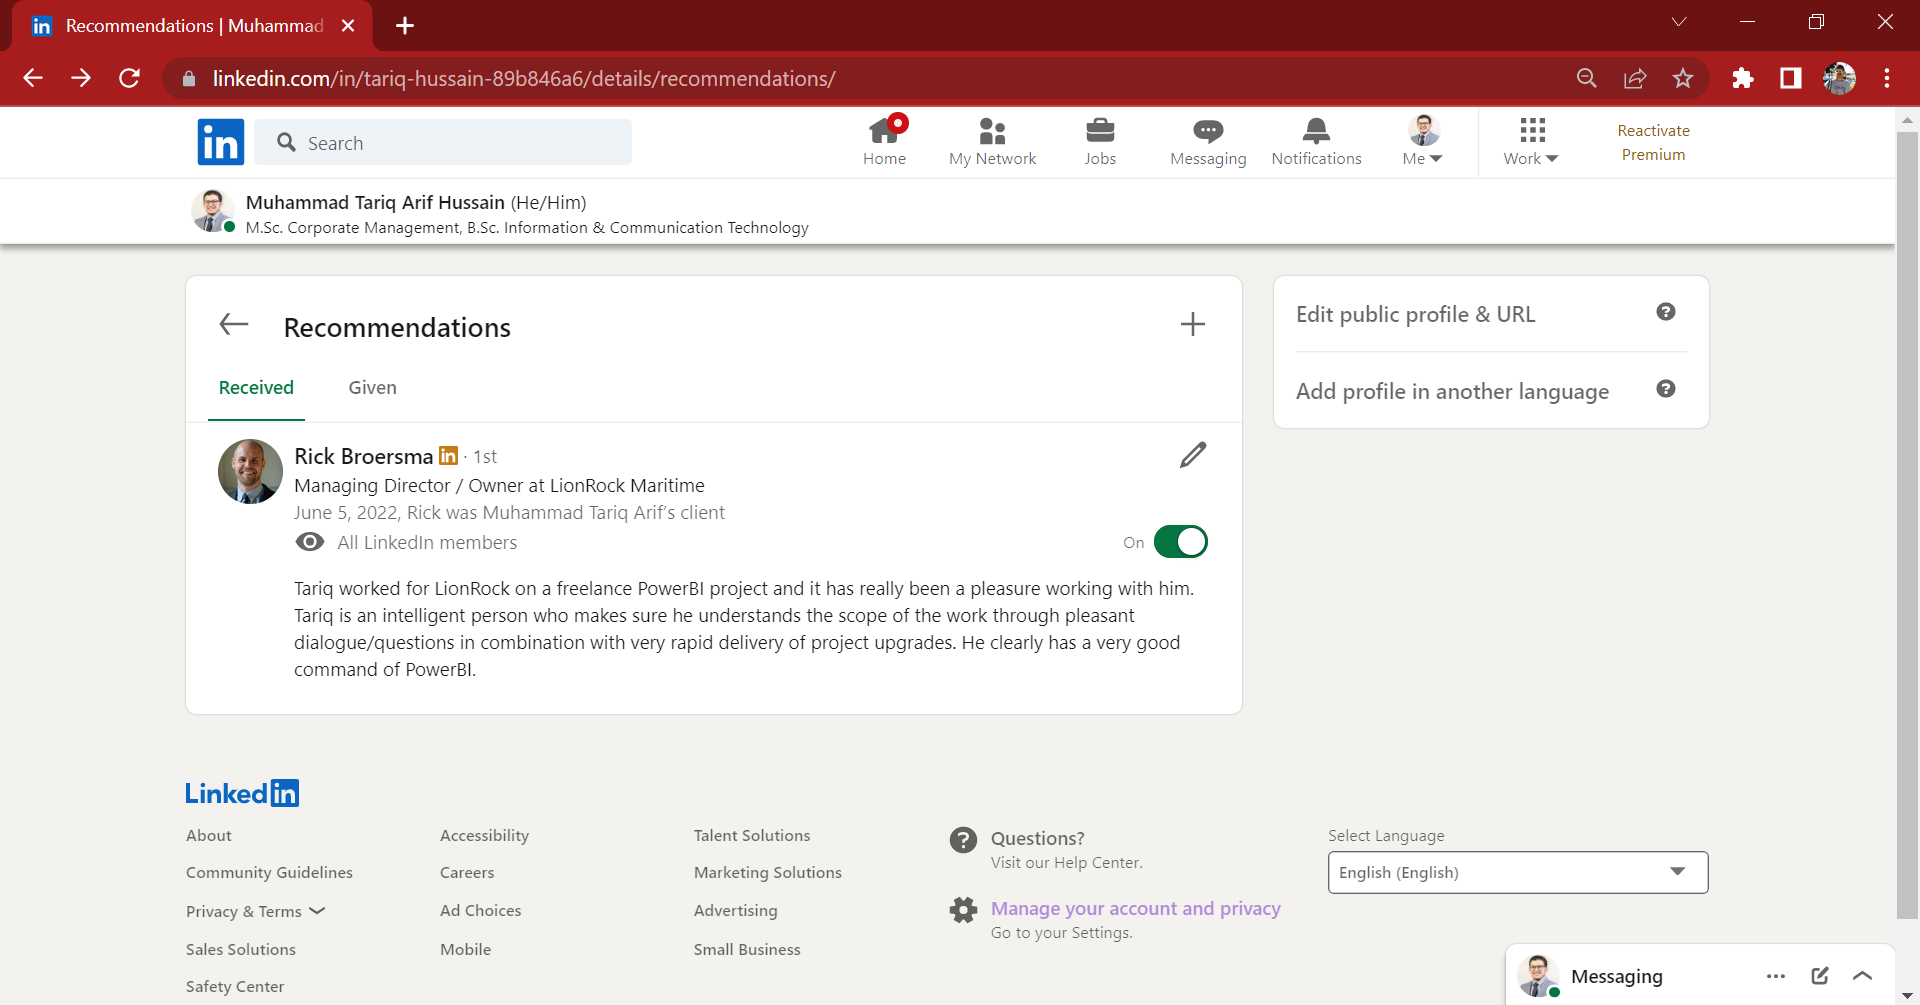 Recommendations | Muhammad
linkedin.com/in/tariq-hussain-89b846a6/details/recommendations/
in
Search
Home
My Network
Jobs
Messaging
Notifications
Me
Work
Reactivate
Premium
Muhammad Tariq Arif Hussain (He/Him)
M.Sc. Corporate Management, B.Sc. Information & Communication Technology
Recommendations
Received
Given
Rick Broersma in · 1st
Managing Director / Owner at LionRock Maritime
June 5, 2022, Rick was Muhammad Tariq Arif's client
All LinkedIn members
On
Tariq worked for LionRock on a freelance PowerBI project and it has really been a pleasure working with him.
Tariq is an intelligent person who makes sure he understands the scope of the work through pleasant
dialogue/questions in combination with very rapid delivery of project upgrades. He clearly has a very good
command of PowerBI.
Edit public profile & URL
Add profile in another language
LinkedIn
About
Community Guidelines
Privacy & Terms
Sales Solutions
Safety Center
Accessibility
Careers
Ad Choices
Mobile
Talent Solutions
Marketing Solutions
Advertising
Small Business
Questions?
Visit our Help Center.
Manage your account and privacy
Go to your Settings.
Select Language
English (English)
Messaging